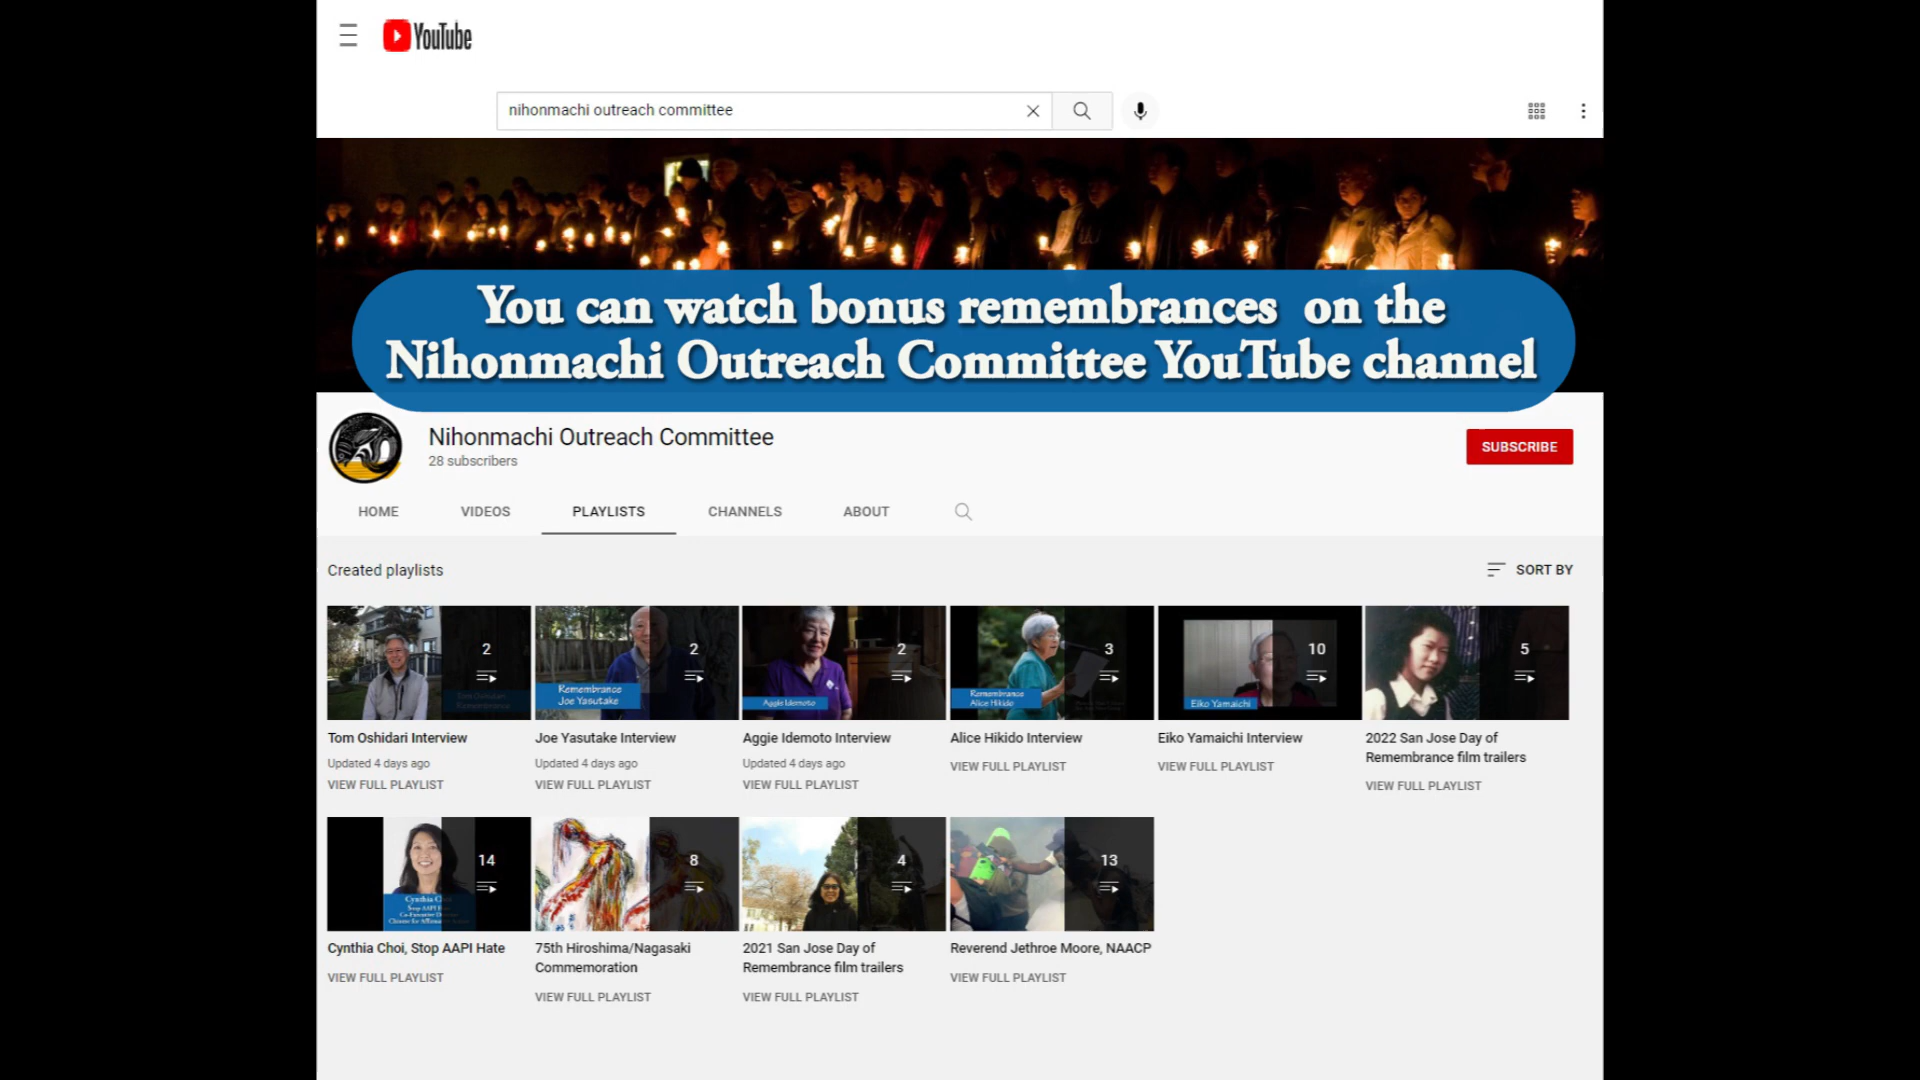 YouTube
nihonmachi outreach committee
You can watch bonus remembrances on the
Nihonmachi Outreach Committee YouTube channel
Nihonmachi Outreach Committee
28 subscribers
SUBSCRIBE
HOME VIDEOS PLAYLISTS CHANNELS ABOUT
Created playlists
SORT BY
2
Tom Oshidari
Remembrance
Tom Oshidari Interview
Updated 4 days ago
VIEW FULL PLAYLIST
2
Remembrance
Joe Yasutake
Joe Yasutake Interview
Updated 4 days ago
VIEW FULL PLAYLIST
2
Aggie Idemoto
Aggie Idemoto Interview
Updated 4 days ago
VIEW FULL PLAYLIST
3
Remembrance
Alice Hikido
Alice Hikido Interview
VIEW FULL PLAYLIST
10
Eiko Yamaichi
Eiko Yamaichi Interview
VIEW FULL PLAYLIST
5
2022 San Jose Day of
Remembrance film trailers
VIEW FULL PLAYLIST
14
Cynthia
Cynthia Choi, Stop AAPI Hate
VIEW FULL PLAYLIST
8
75th Hiroshima/Nagasaki
Commemoration
VIEW FULL PLAYLIST
4
2021 San Jose Day of
Remembrance film trailers
VIEW FULL PLAYLIST
13
Reverend Jethroe Moore, NAACP
VIEW FULL PLAYLIST